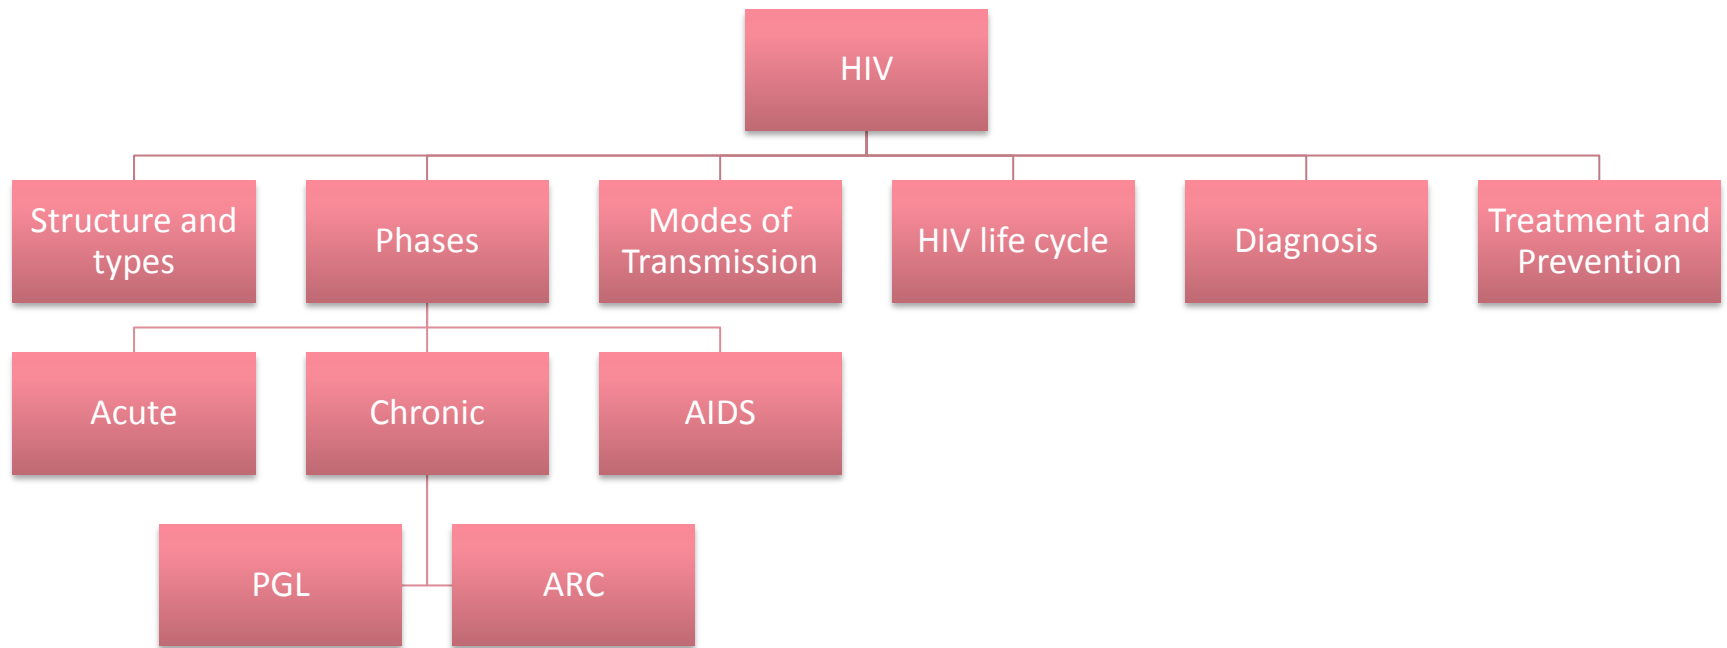 HIV
Structure and
types
Phases
Modes of
Transmission
HIV life cycle
Diagnosis
Treatment and
Prevention
Acute
Chronic
AIDS
PGL
ARC